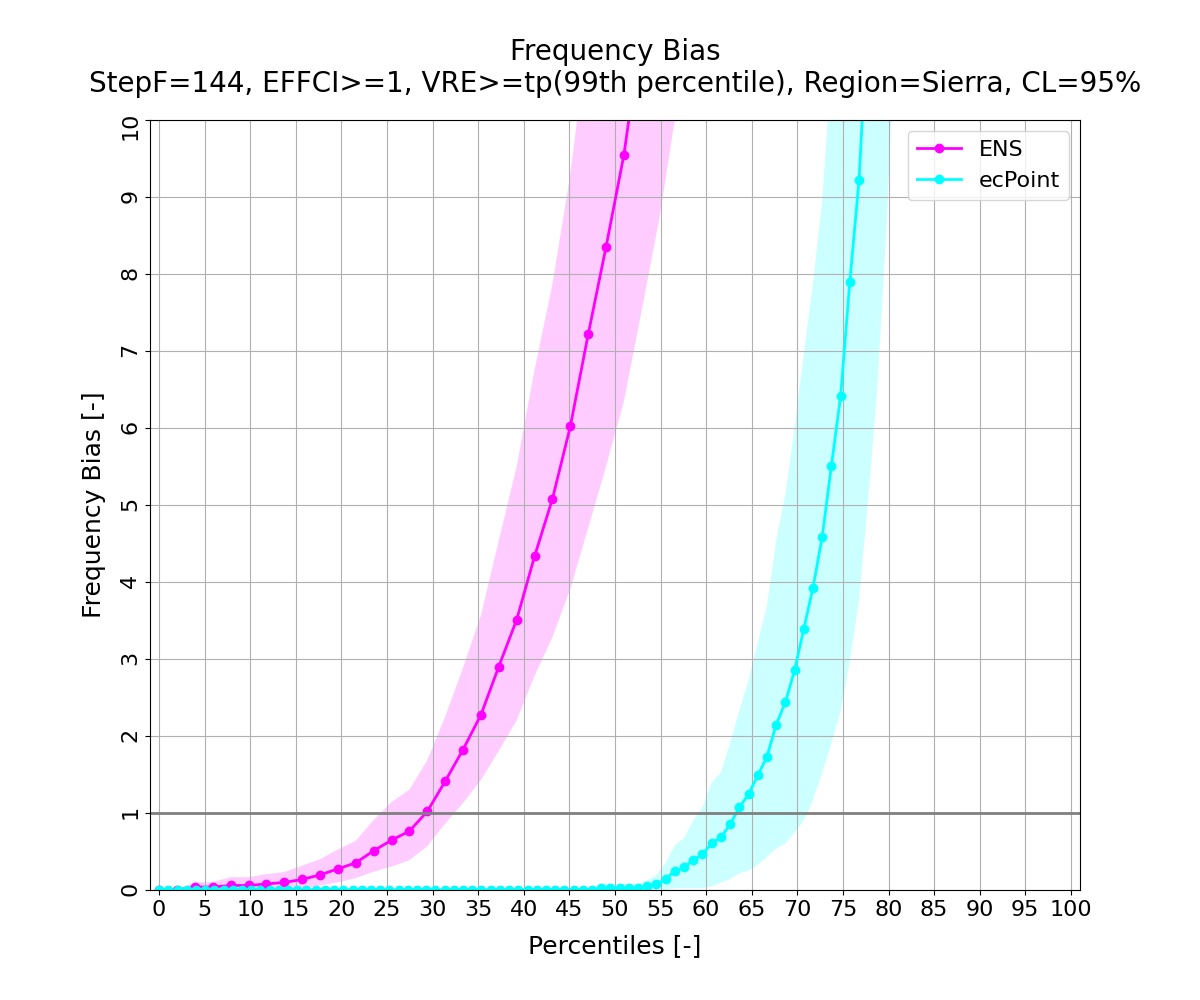 Frequency Bias
StepF=144, EFFCI>=1, VRE>=tp(99th percentile), Region=Sierra, CL=95%
ENS
ecPoint
Frequency Bias [-]
10
9
8
7
6
5
4
3
2
1
0
0 5 10 15 20 25 30 35 40 45 50 55 60 65 70 75 80 85 90 95 100
Percentiles [-]